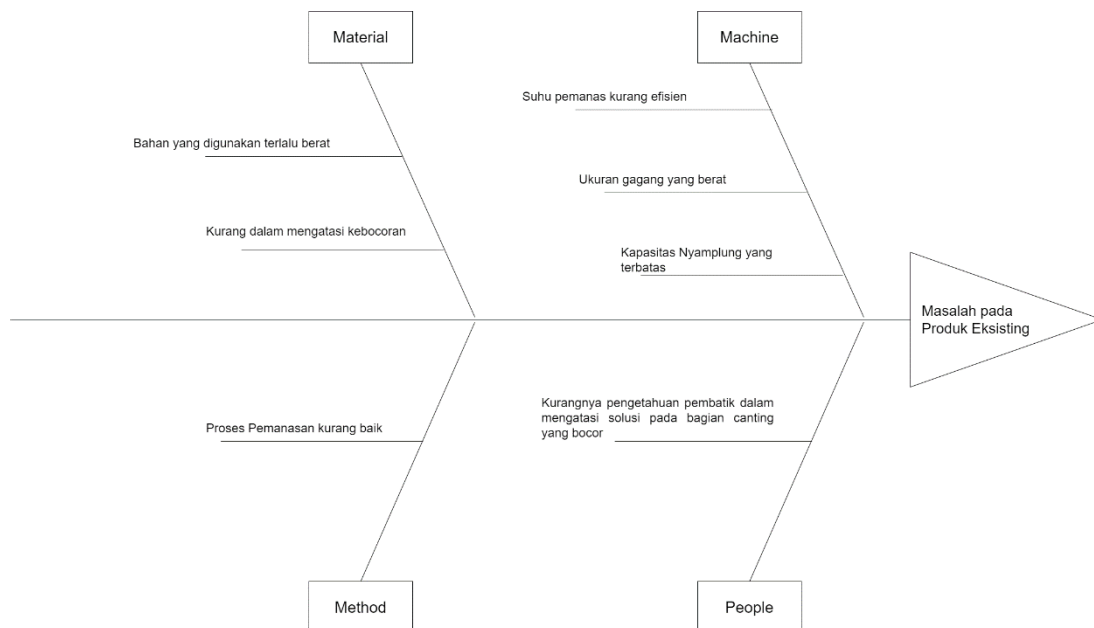 Material
Machine
Suhu pemanas kurang efisien
Bahan yang digunakan terlalu berat
Ukuran gagang yang berat
Kurang dalam mengatasi kebocoran
Kapasitas Nyamplung yang
terbatas
Masalah pada
Produk Eksisting
Kurangnya pengetahuan pembatik dalam
mengatasi solusi pada bagian canting
yang bocor
Proses Pemanasan kurang baik
Method
People